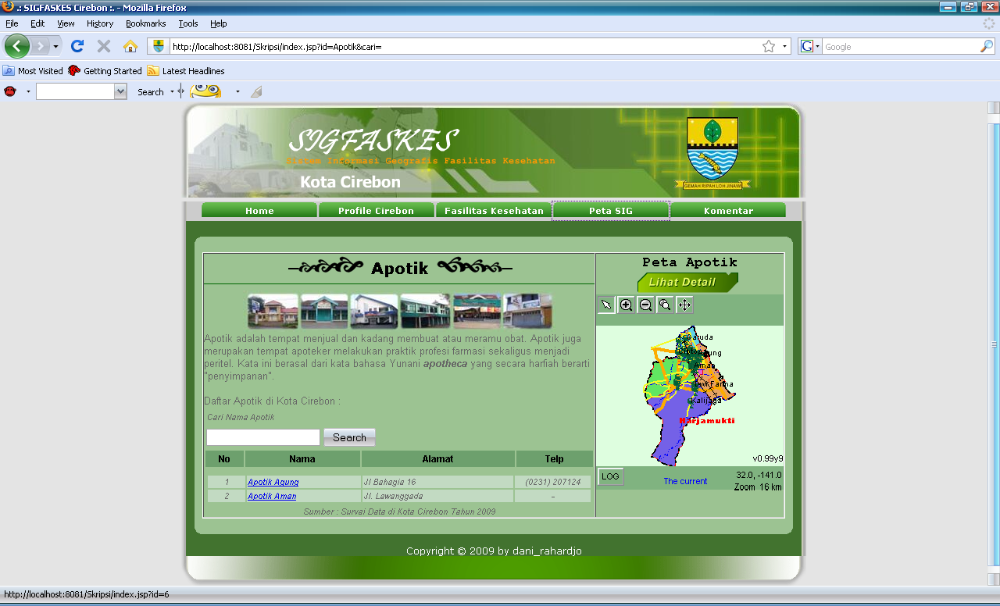 .: SIGFASKES Cirebon :. - Mozilla Firefox
File Edit View History Bookmarks Tools Help
http://localhost:8081/Skripsi/index.jsp?id=Apotik&cari=
G Google
Most Visited Getting Started Latest Headlines
Search
SIGFASKES
Sistem Informasi Geografis Fasilitas Kesehatan
Kota Cirebon
GEMAH RIPAH LOH JINAWI
Home Profile Cirebon Fasilitas Kesehatan Peta SIG Komentar
Apotik
Apotik adalah tempat menjual dan kadang membuat atau meramu obat. Apotik juga
merupakan tempat apoteker melakukan praktik profesi farmasi sekaligus menjadi
peritel. Kata ini berasal dari kata bahasa Yunani apotheca yang secara harfiah berarti
"penyimpanan".
Daftar Apotik di Kota Cirebon :
Cari Nama Apotik
Search
No Nama Alamat Telp
1 Apotik Agung Jl Bahagia 16 (0231) 207124
2 Apotik Aman Jl. Lawanggada -
Sumber : Survai Data di Kota Cirebon Tahun 2009
Peta Apotik
Lihat Detail
Garuda
Agung
Aman
Dwi Farma
Kalijaga
Harjamukti
v0.99y9
LOG The current 32.0, -141.0
Zoom 16 km
Copyright © 2009 by dani_rahardjo
http://localhost:8081/Skripsi/index.jsp?id=6